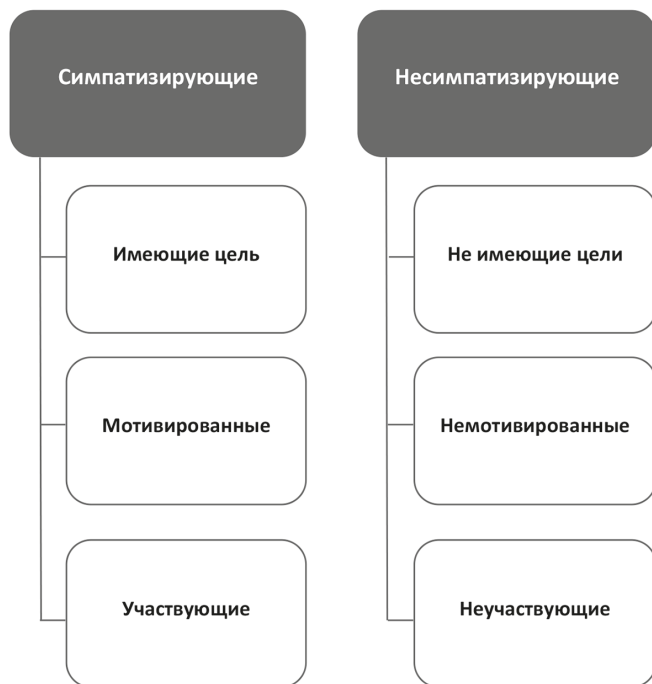 Симпатизирующие
Несимпатизирующие
Имеющие цель
Не имеющие цели
Мотивированные
Немотивированные
Участвующие
Неучаствующие